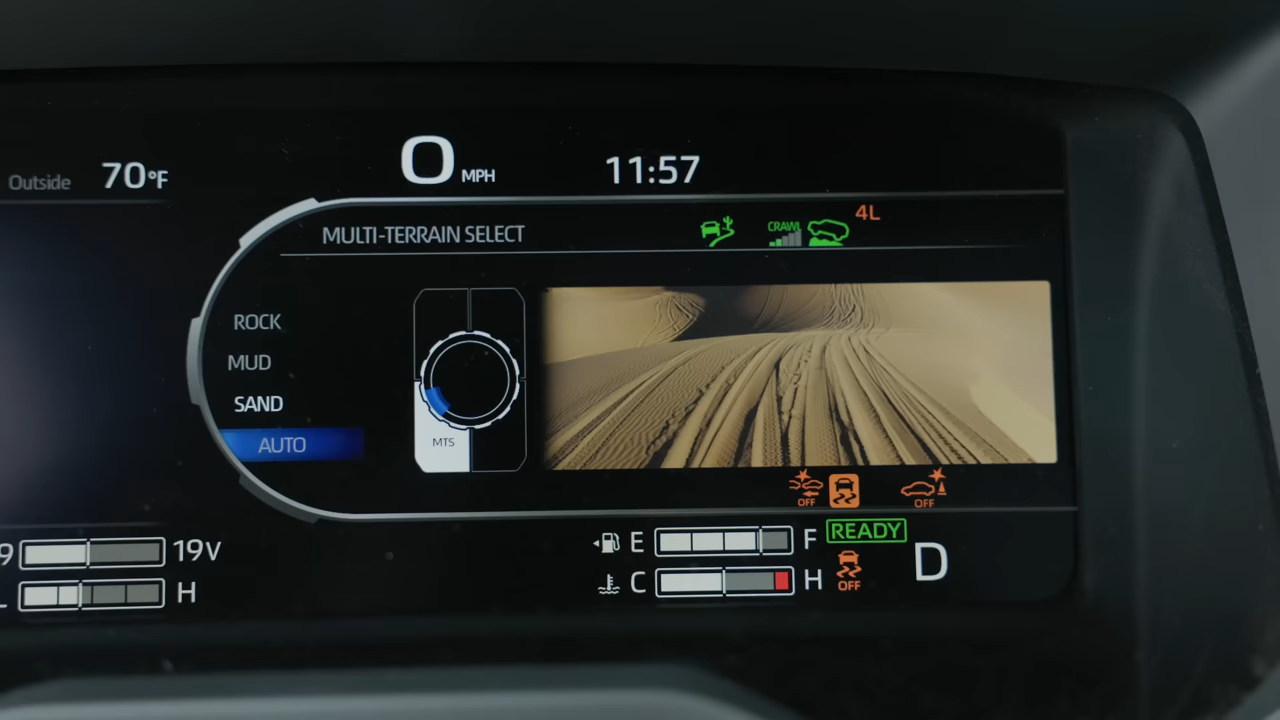 Outside 70°F 0 MPH 11:57
MULTI-TERRAIN SELECT CRAWL 4L
ROCK
MUD
SAND
AUTO
MTS
OFF OFF
9 19V E F READY
L H C H OFF D